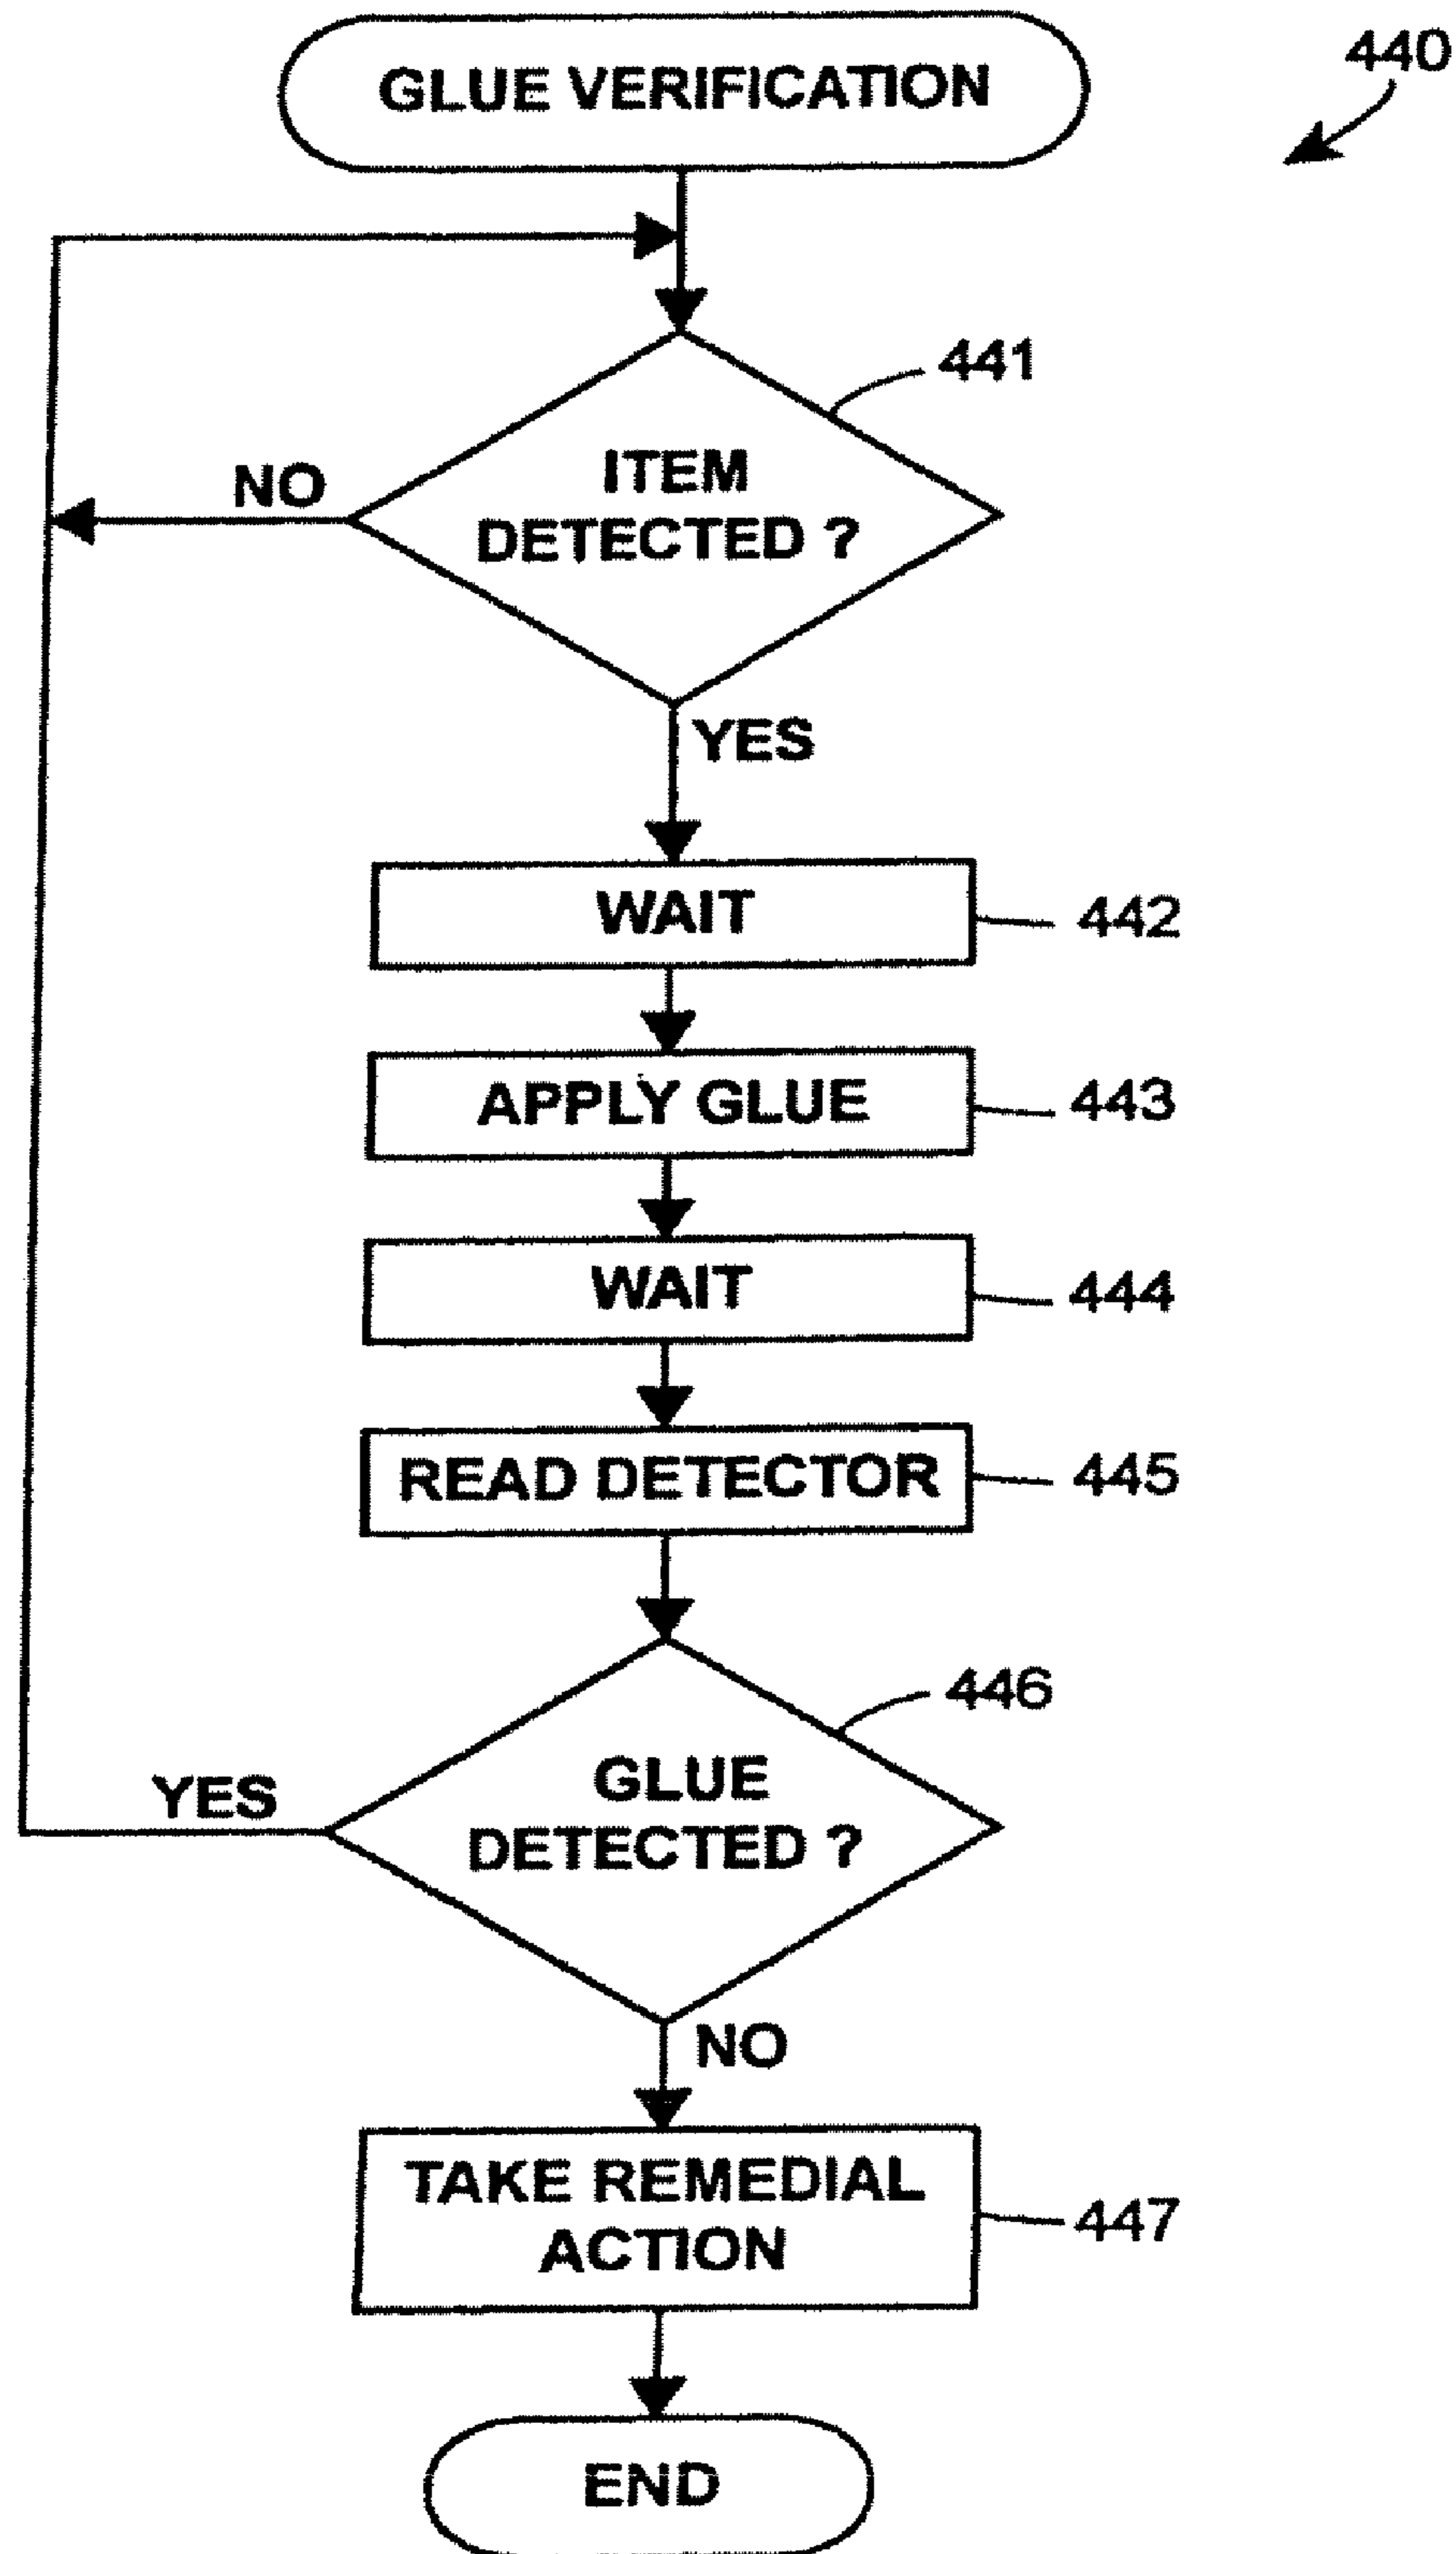 GLUE VERIFICATION
440
441
ITEM
DETECTED ?
NO
YES
WAIT
442
APPLY GLUE
443
WAIT
444
READ DETECTOR
445
446
GLUE
DETECTED ?
YES
NO
TAKE REMEDIAL
ACTION
447
END